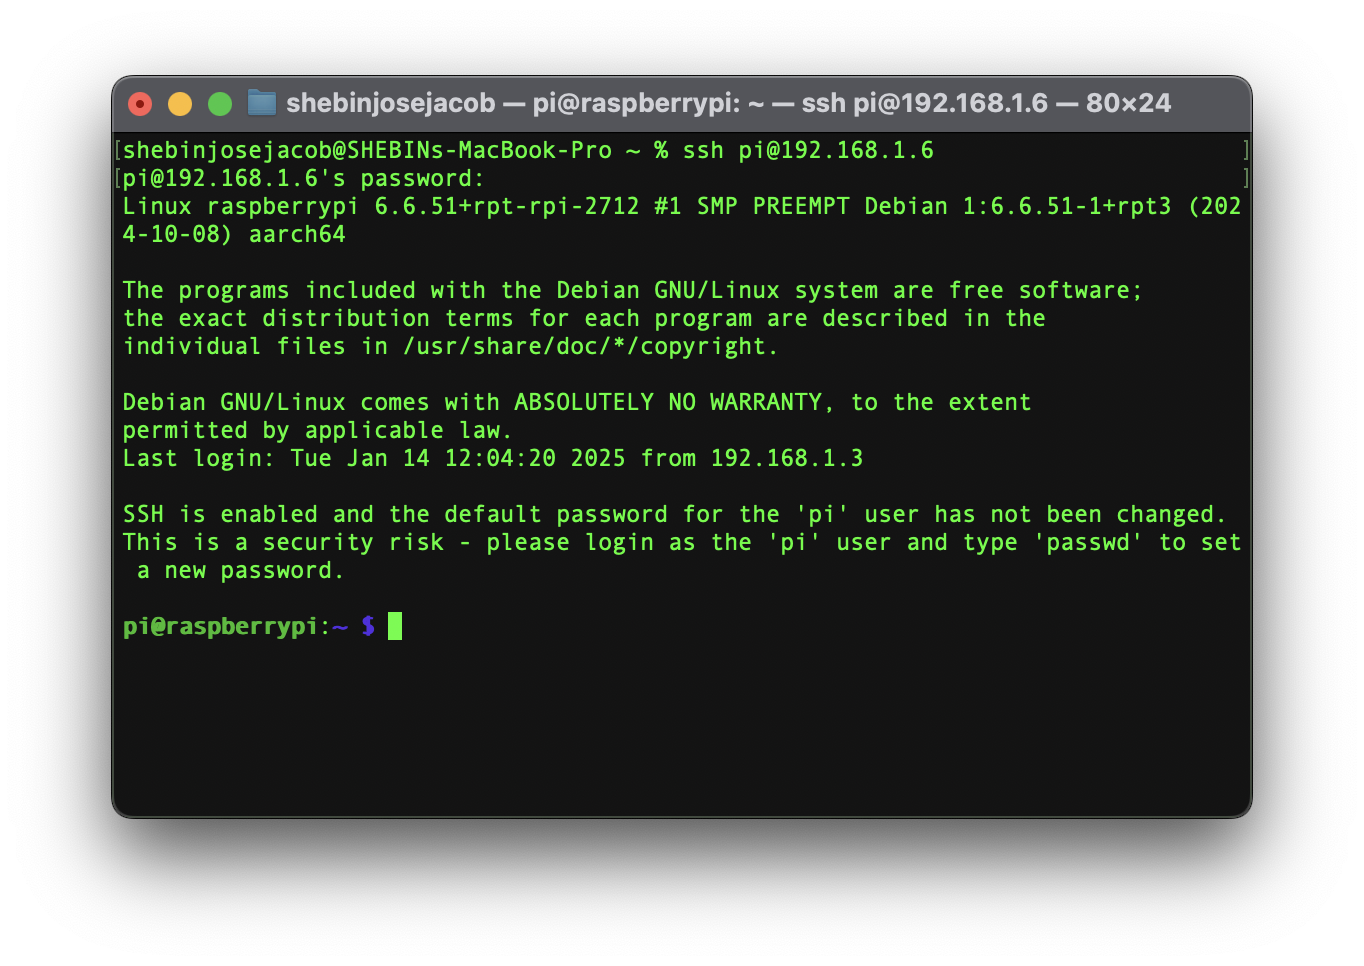 shebinjosejacob — pi@raspberrypi: ~ — ssh pi@192.168.1.6 — 80×24
[shebinjosejacob@SHEBINs-MacBook-Pro ~ % ssh pi@192.168.1.6 ]
[pi@192.168.1.6's password: ]
Linux raspberrypi 6.6.51+rpt-rpi-2712 #1 SMP PREEMPT Debian 1:6.6.51-1+rpt3 (202
4-10-08) aarch64
The programs included with the Debian GNU/Linux system are free software;
the exact distribution terms for each program are described in the
individual files in /usr/share/doc/*/copyright.
Debian GNU/Linux comes with ABSOLUTELY NO WARRANTY, to the extent
permitted by applicable law.
Last login: Tue Jan 14 12:04:20 2025 from 192.168.1.3
SSH is enabled and the default password for the 'pi' user has not been changed.
This is a security risk - please login as the 'pi' user and type 'passwd' to set
 a new password.
pi@raspberrypi:~ $